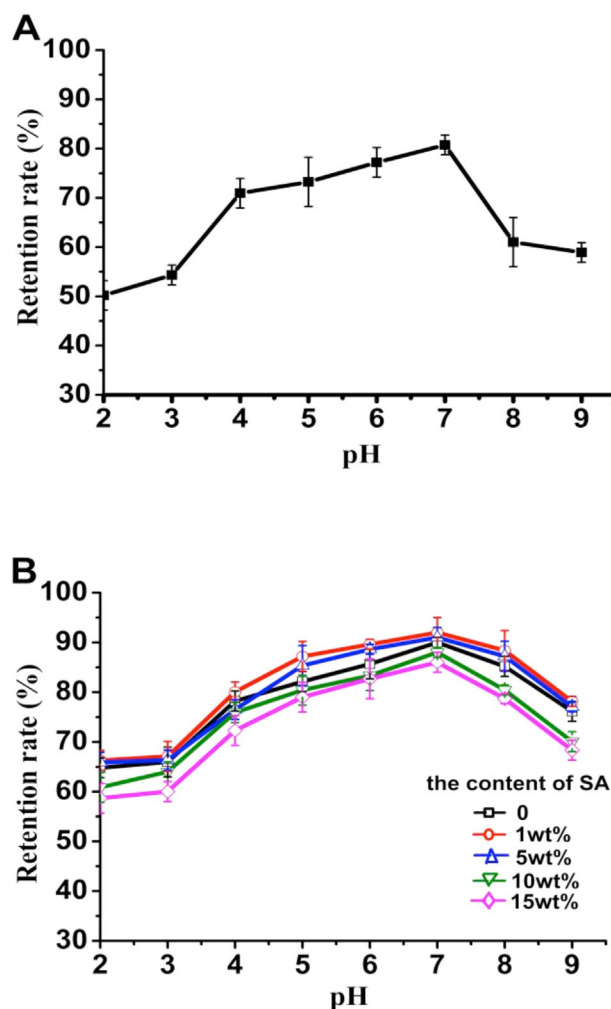 A
Retention rate (%)
100
90
80
70
60
50
40
30
2 3 4 5 6 7 8 9
pH
B
Retention rate (%)
100
90
80
70
60
50
40
30
the content of SA
0
1wt%
5wt%
10wt%
15wt%
2 3 4 5 6 7 8 9
pH